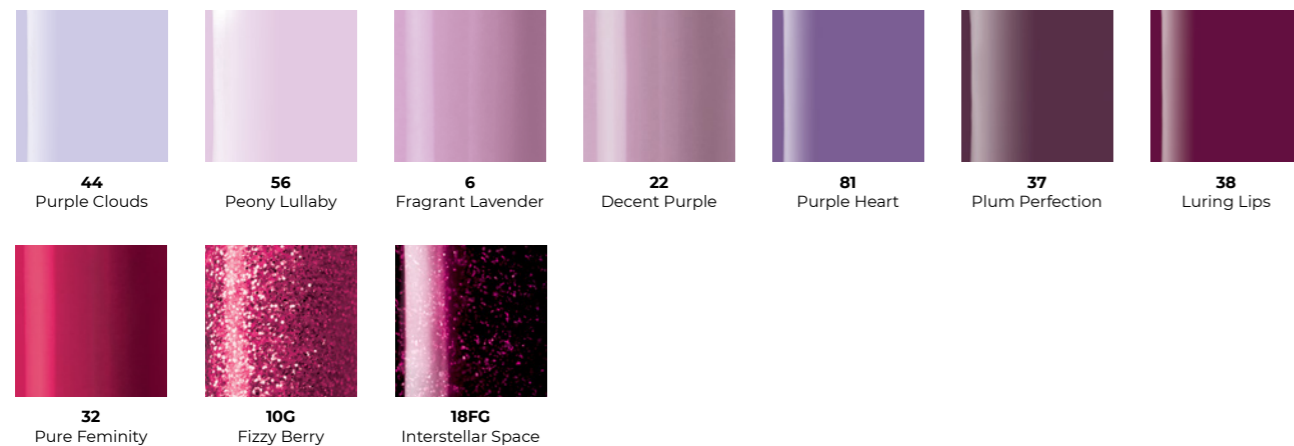 44
Purple Clouds
56
Peony Lullaby
6
Fragrant Lavender
22
Decent Purple
81
Purple Heart
37
Plum Perfection
38
Luring Lips
32
Pure Feminity
10G
Fizzy Berry
18FG
Interstellar Space